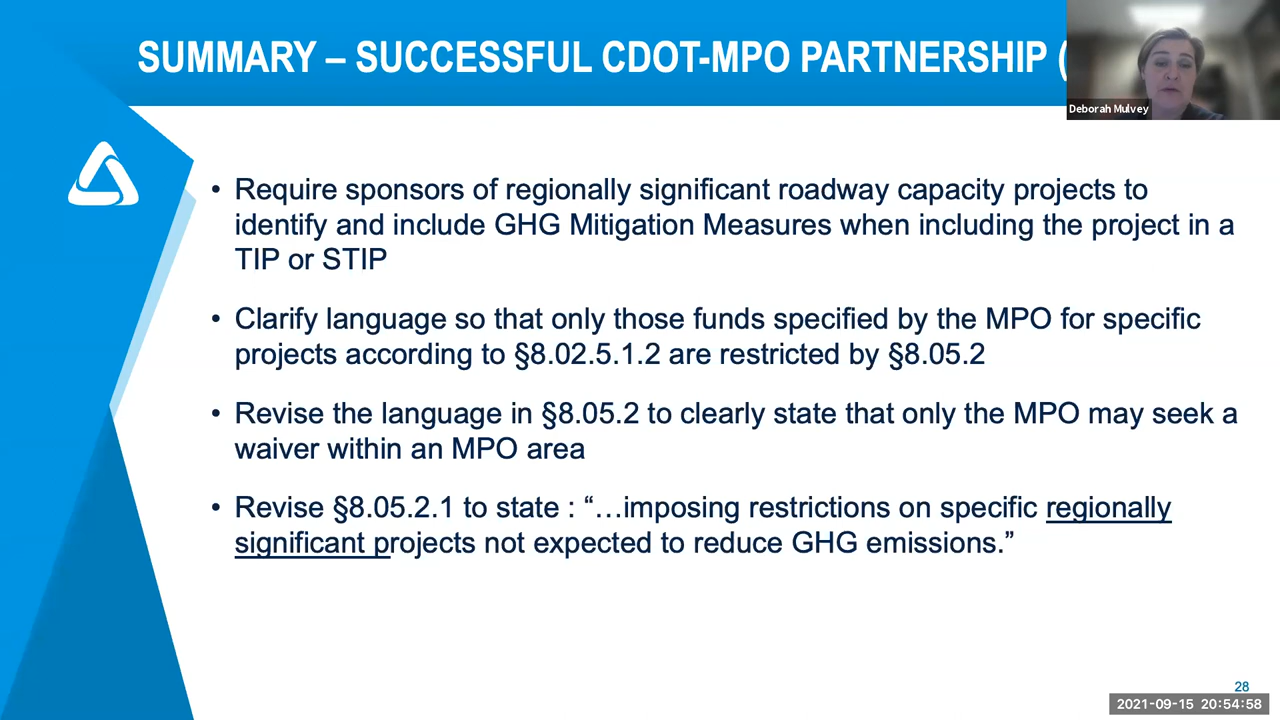 SUMMARY – SUCCESSFUL CDOT-MPO PARTNERSHIP (
Deborah Mulvey
• Require sponsors of regionally significant roadway capacity projects to
identify and include GHG Mitigation Measures when including the project in a
TIP or STIP
• Clarify language so that only those funds specified by the MPO for specific
projects according to §8.02.5.1.2 are restricted by §8.05.2
• Revise the language in §8.05.2 to clearly state that only the MPO may seek a
waiver within an MPO area
• Revise §8.05.2.1 to state : “…imposing restrictions on specific regionally
significant projects not expected to reduce GHG emissions.”
28
2021-09-15 20:54:58